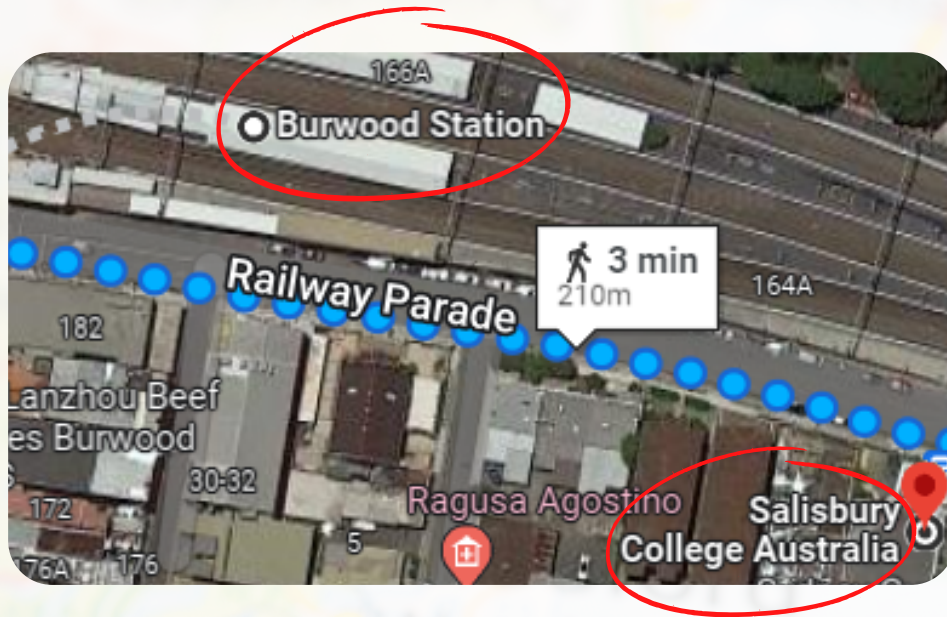 166A
Burwood Station
Railway Parade
3 min
210m
164A
182
Lanzhou Beef
es Burwood
30-32
172
Ragusa Agostino
5
176A
176
Salisbury
College Australia